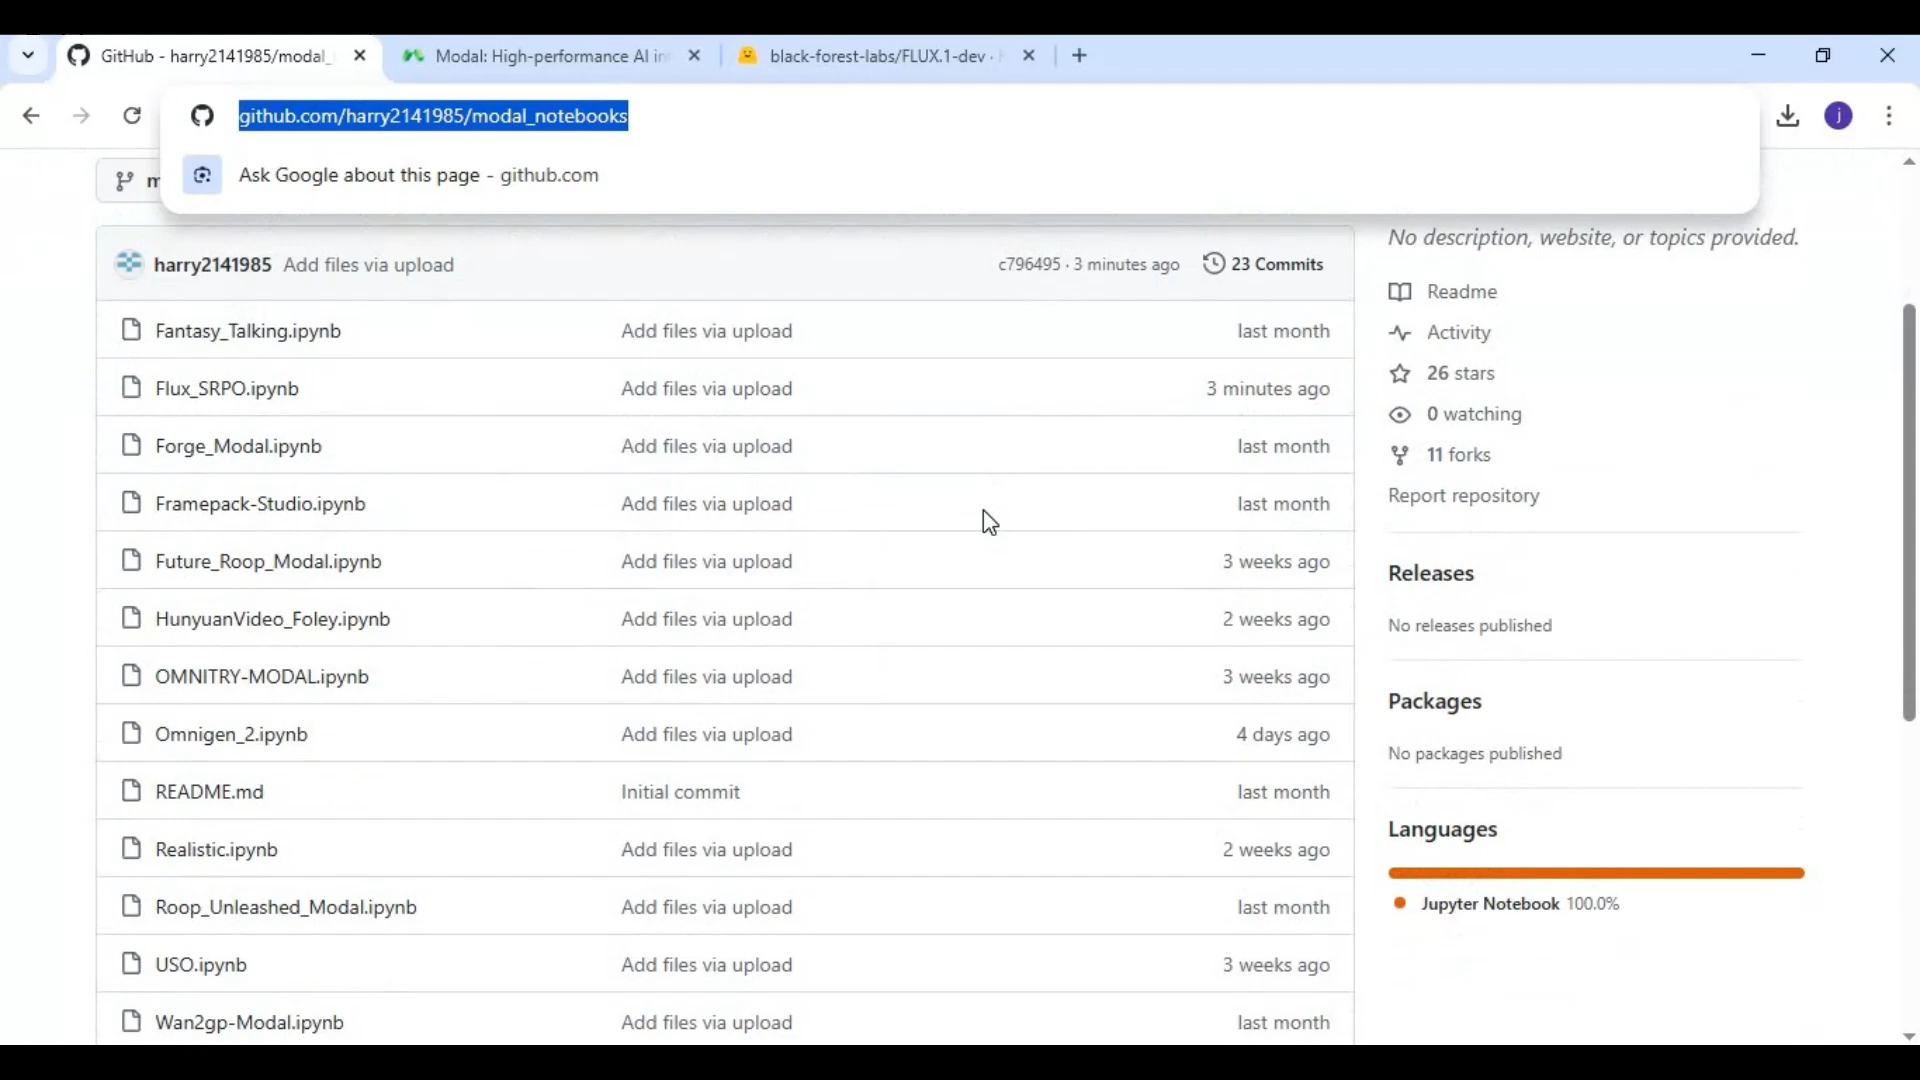 GitHub - harry2141985/modal_
Modal: High-performance AI in
black-forest-labs/FLUX.1-dev ·
github.com/harry2141985/modal_notebooks
j
Ask Google about this page - github.com
harry2141985 Add files via upload c796495 · 3 minutes ago 23 Commits
Fantasy_Talking.ipynb Add files via upload last month
Flux_SRPO.ipynb Add files via upload 3 minutes ago
Forge_Modal.ipynb Add files via upload last month
Framepack-Studio.ipynb Add files via upload last month
Future_Roop_Modal.ipynb Add files via upload 3 weeks ago
HunyuanVideo_Foley.ipynb Add files via upload 2 weeks ago
OMNITRY-MODAL.ipynb Add files via upload 3 weeks ago
Omnigen_2.ipynb Add files via upload 4 days ago
README.md Initial commit last month
Realistic.ipynb Add files via upload 2 weeks ago
Roop_Unleashed_Modal.ipynb Add files via upload last month
USO.ipynb Add files via upload 3 weeks ago
Wan2gp-Modal.ipynb Add files via upload last month
No description, website, or topics provided.
Readme
Activity
26 stars
0 watching
11 forks
Report repository
Releases
No releases published
Packages
No packages published
Languages
Jupyter Notebook 100.0%